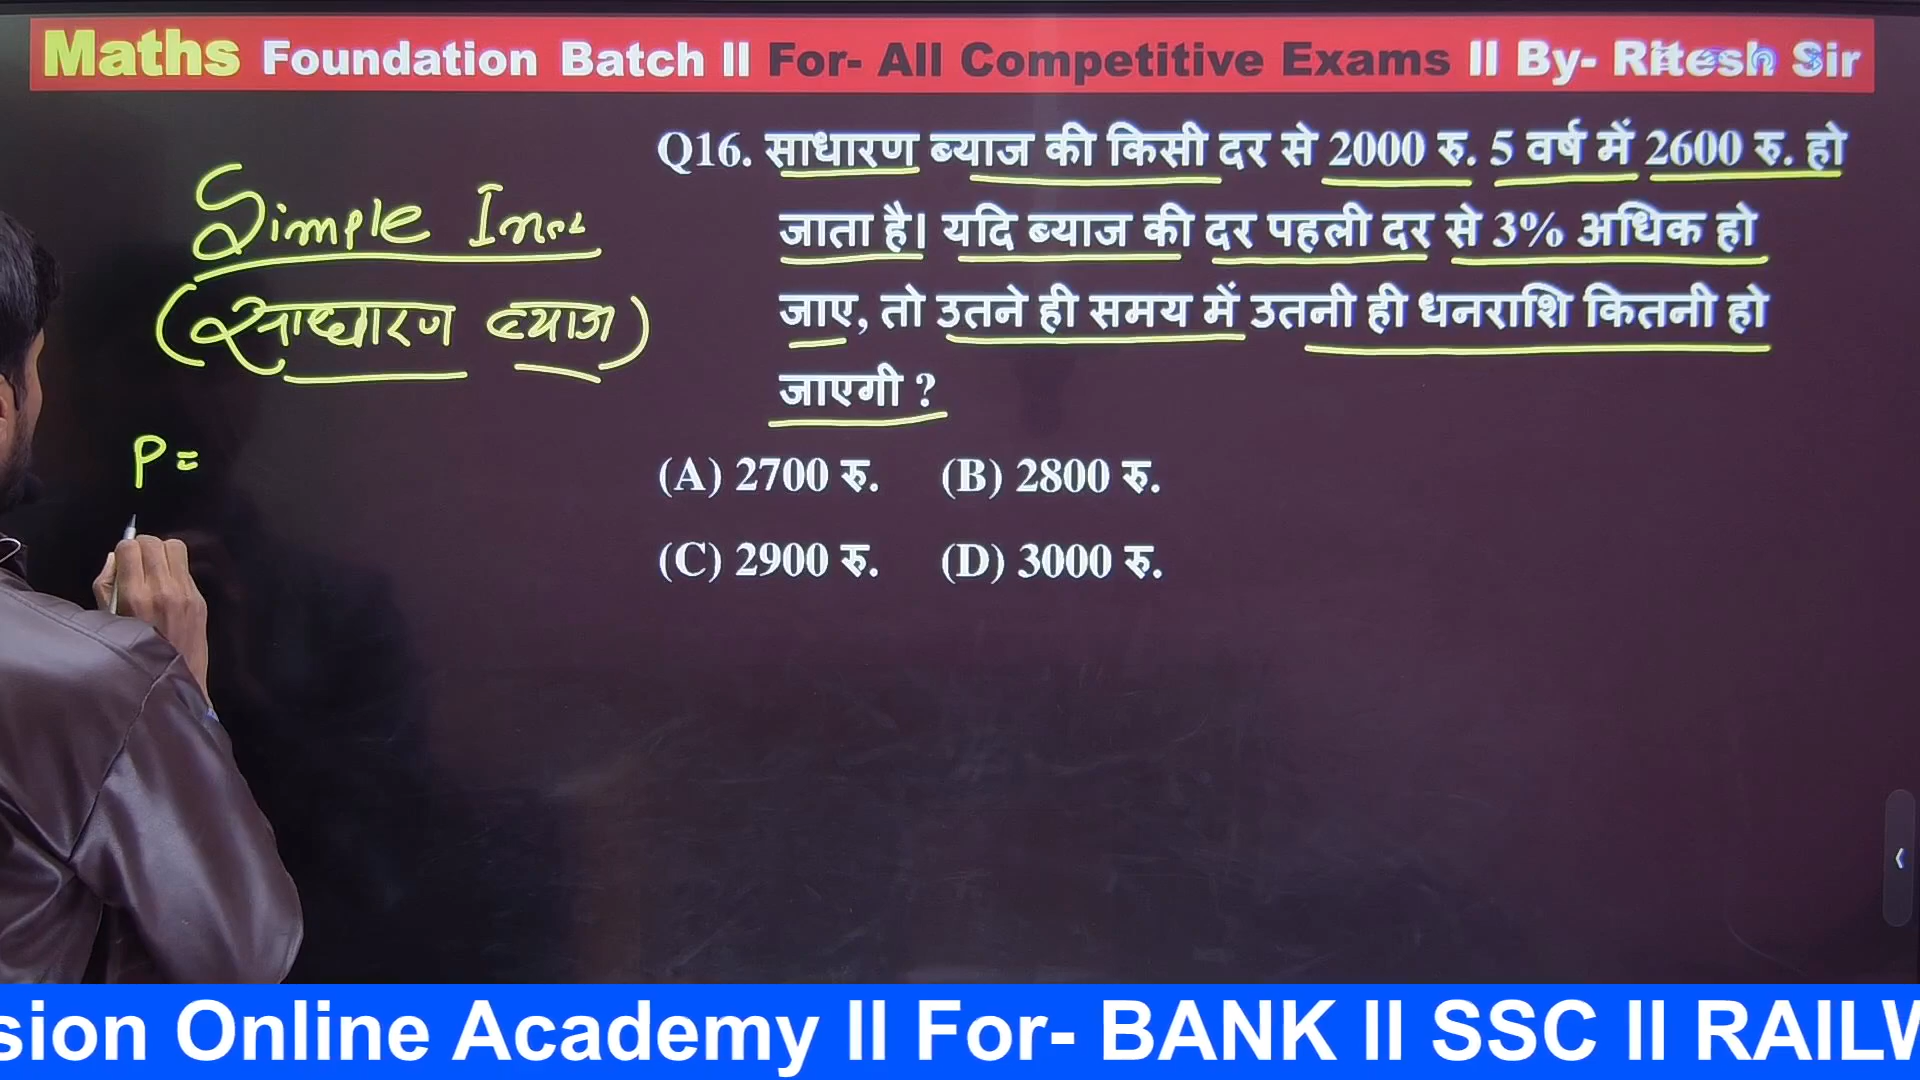 Maths Foundation Batch II For- All Competitive Exams II By- Ritesh Sir
Q16. साधारण ब्याज की किसी दर से 2000 रु. 5 वर्ष में 2600 रु. हो
जाता है। यदि ब्याज की दर पहली दर से 3% अधिक हो
जाए, तो उतने ही समय में उतनी ही धनराशि कितनी हो
जाएगी ?
(A) 2700 रु. (B) 2800 रु.
(C) 2900 रु. (D) 3000 रु.
Simple
(साधारण ब्याज)
P =
sion Online Academy II For- BANK II SSC II RAILW